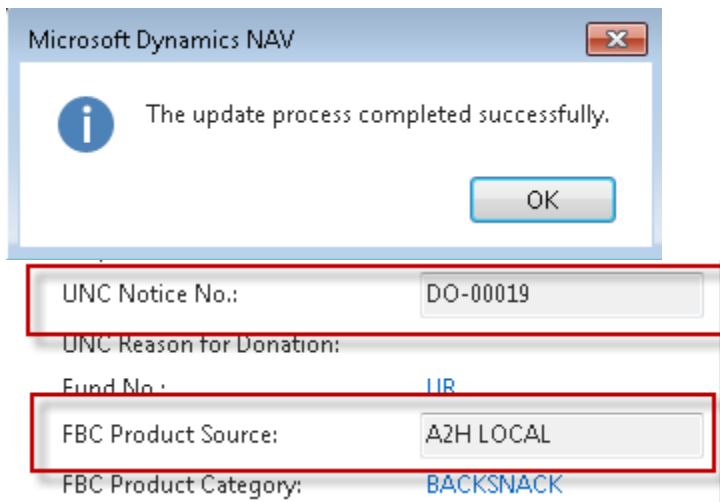 Microsoft Dynamics NAV
The update process completed successfully.
OK
UNC Notice No.: DO-00019
UNC Reason for Donation:
Fund No.: UR
FBC Product Source: A2H LOCAL
FBC Product Category: BACKSNACK